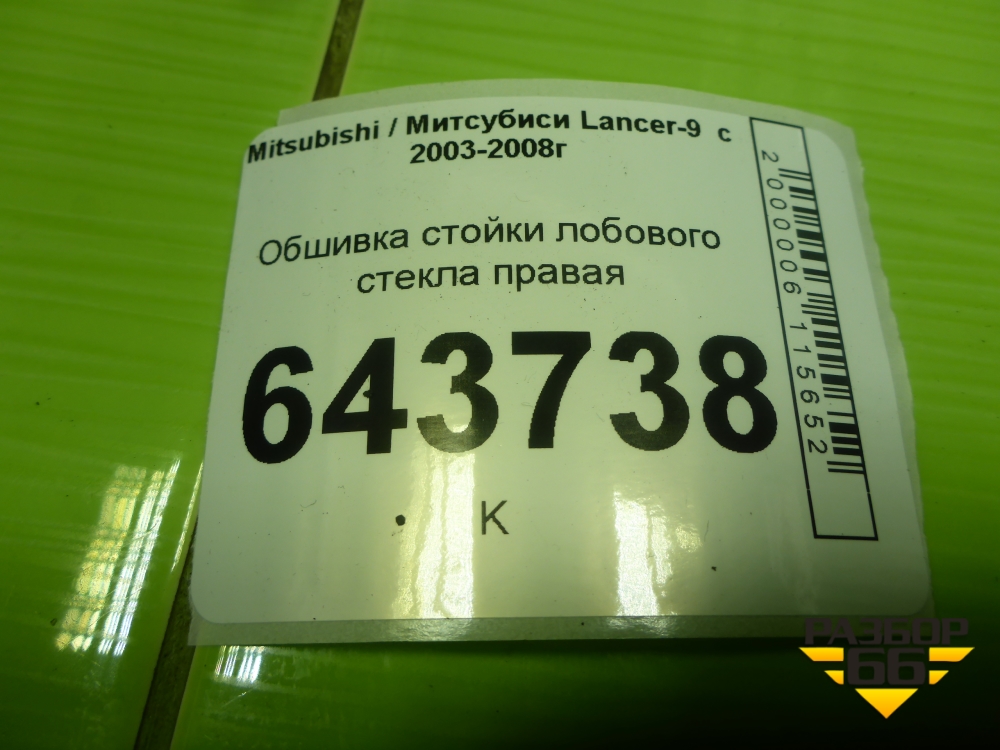 Mitsubishi / Митсубиси Lancer-9 с
2003-2008г
Обшивка стойки лобового
стекла правая
643738
К
2000006115652
РАЗБОР
66